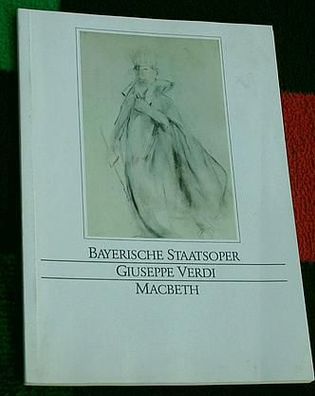 BAYERISCHE STAATSOPER
GIUSEPPE VERDI
MACBETH